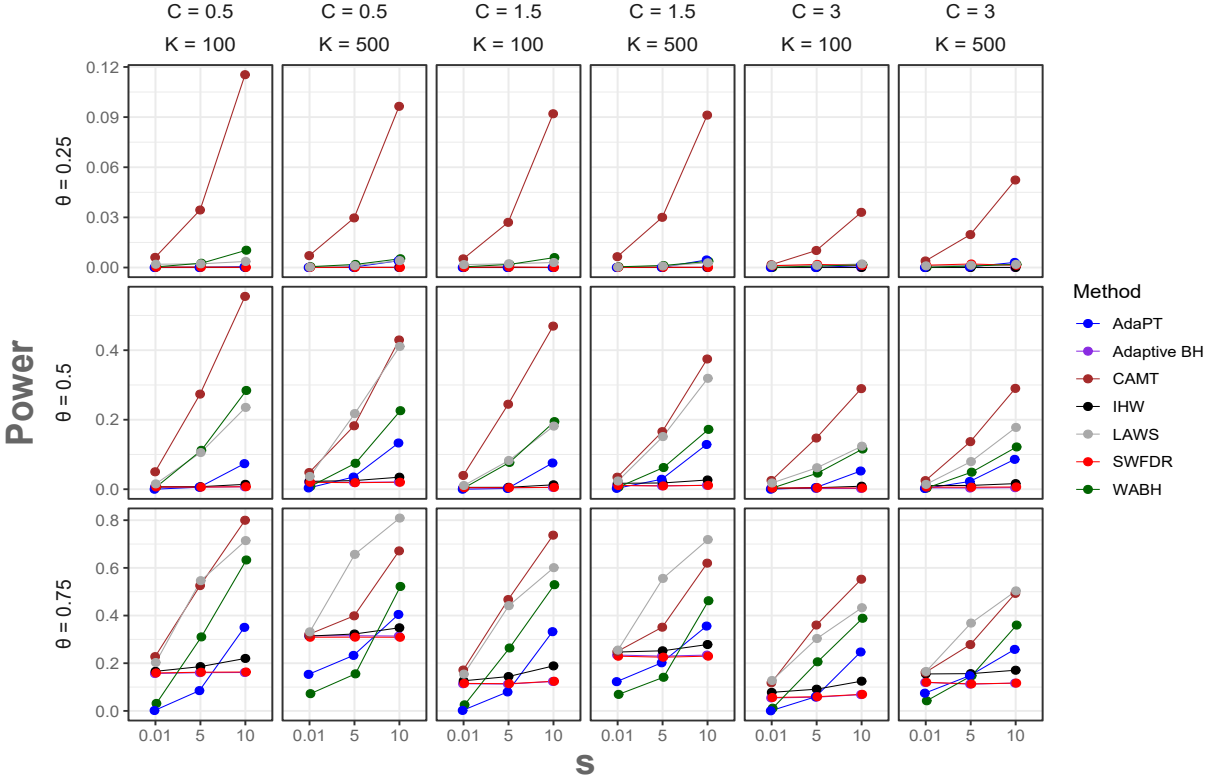 C = 0.5 C = 0.5 C = 1.5 C = 1.5 C = 3 C = 3
K = 100 K = 500 K = 100 K = 500 K = 100 K = 500
0.12
0.09
0.06
0.03
0.00
θ = 0.25
0.4
0.2
0.0
θ = 0.5
0.8
0.6
0.4
0.2
0.0
θ = 0.75
Power
0.01 5 10 0.01 5 10 0.01 5 10 0.01 5 10 0.01 5 10 0.01 5 10
s
Method
AdaPT
Adaptive BH
CAMT
IHW
LAWS
SWFDR
WABH